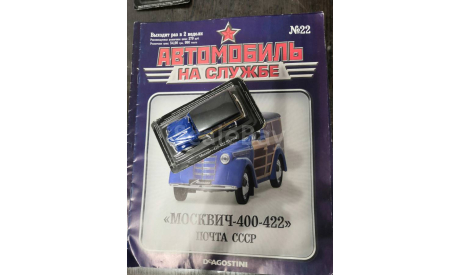 Выходит раз в 2 недели
№22
АВТОМОБИЛЬ
НА СЛУЖБЕ
«МОСКВИЧ-400-422»
ПОЧТА СССР
DEAGOSTINI